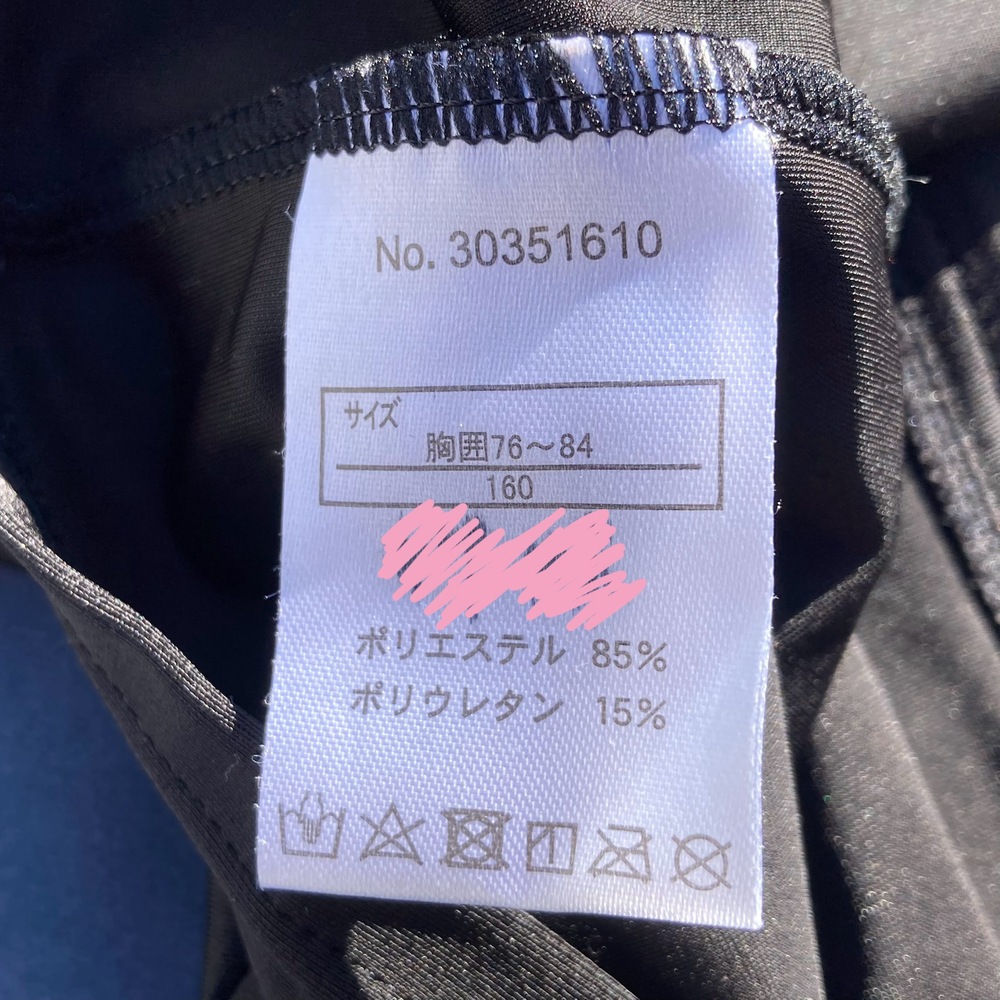 No. 30351610
サイズ
胸囲76～84
160
ポリエステル 85%
ポリウレタン 15%